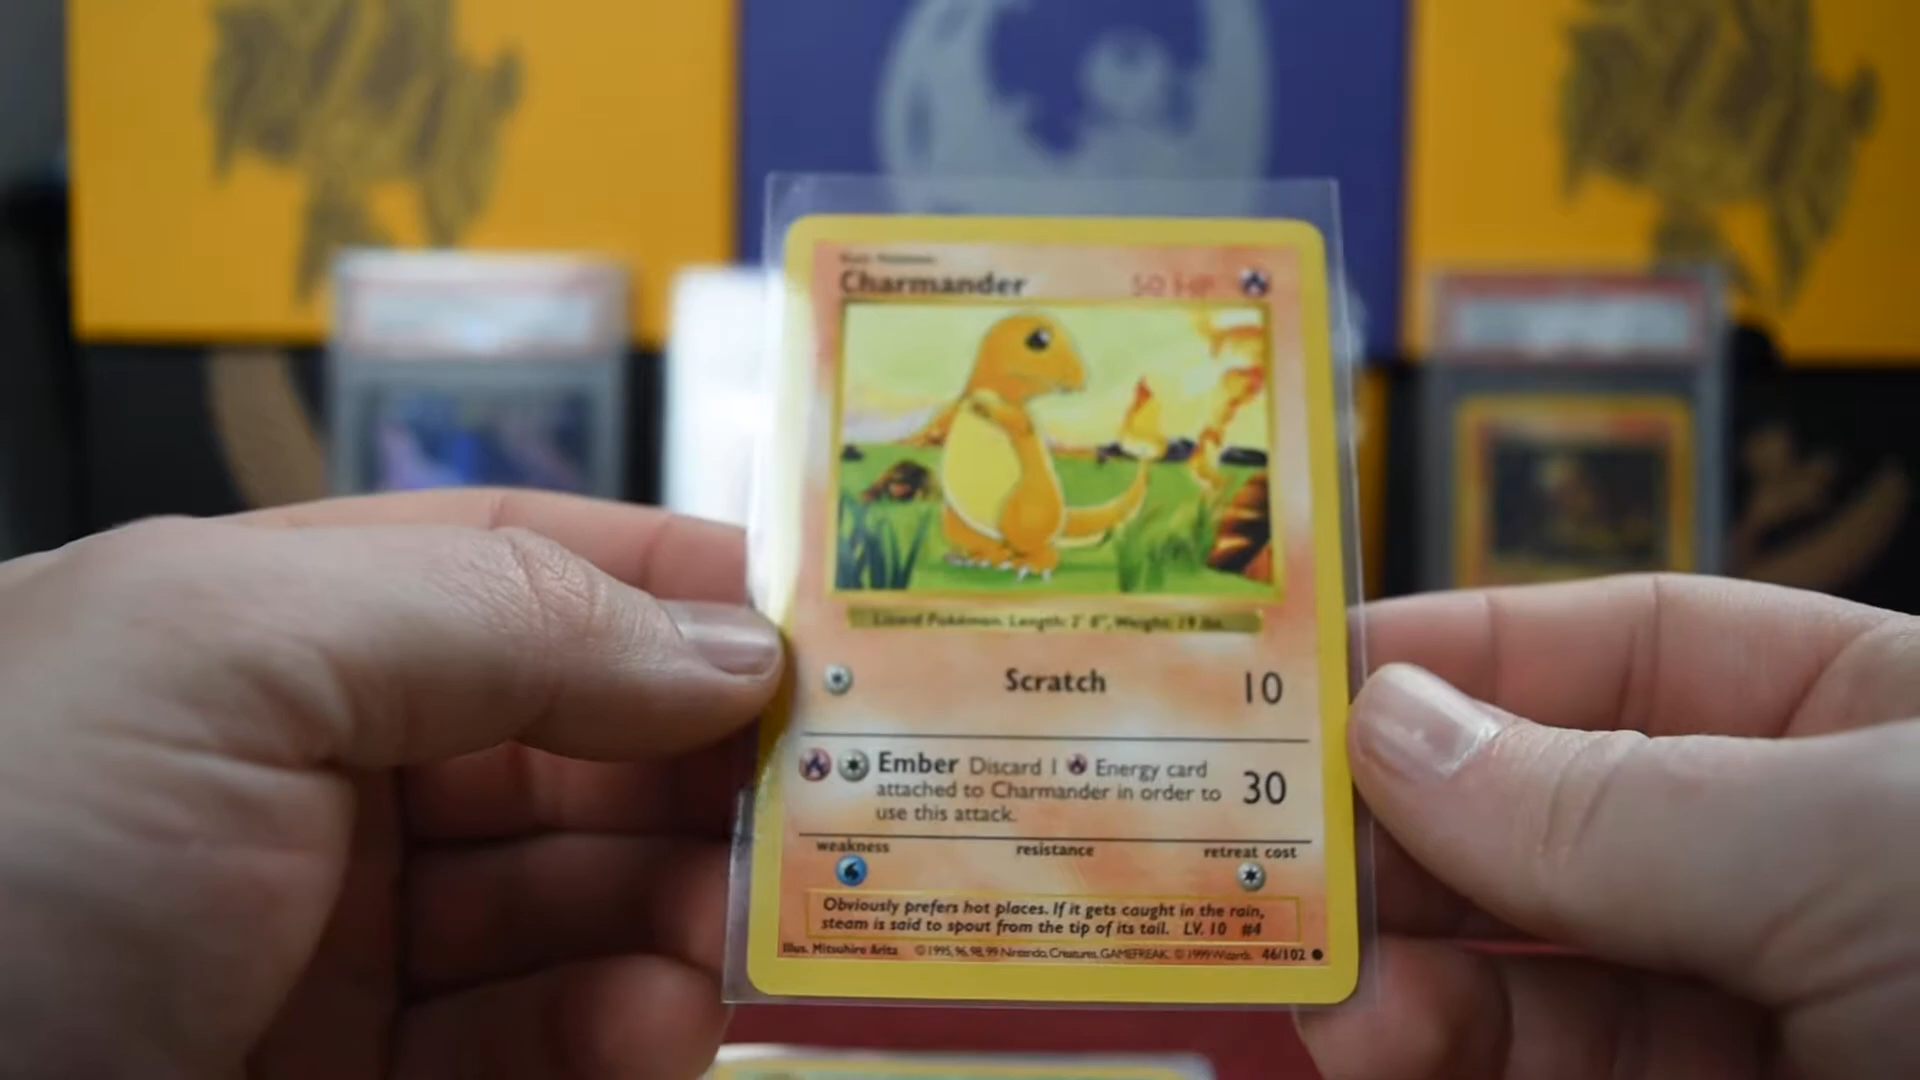 Basic Pokémon
Charmander 50 HP
Lizard Pokémon. Length: 2' 0", Weight: 19 lbs.
Scratch 10
Ember Discard 1 Energy card 30
attached to Charmander in order to
use this attack.
weakness resistance retreat cost
Obviously prefers hot places. If it gets caught in the rain,
steam is said to spout from the tip of its tail. LV. 10 #4
Illus. Mitsuhiro Arita ©1995, 96, 98, 99 Nintendo, Creatures, GAMEFREAK. ©1999 Wizards. 46/102